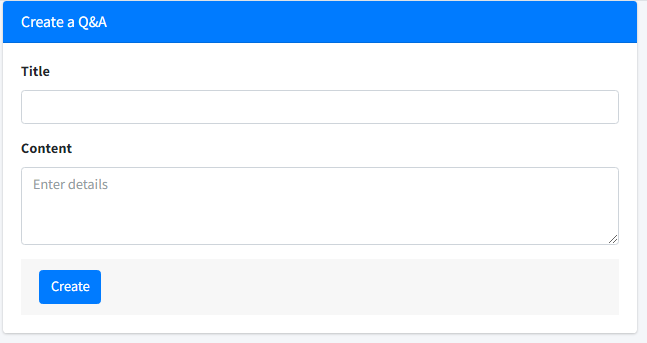 Create a Q&A
Title
Content
Enter details
Create